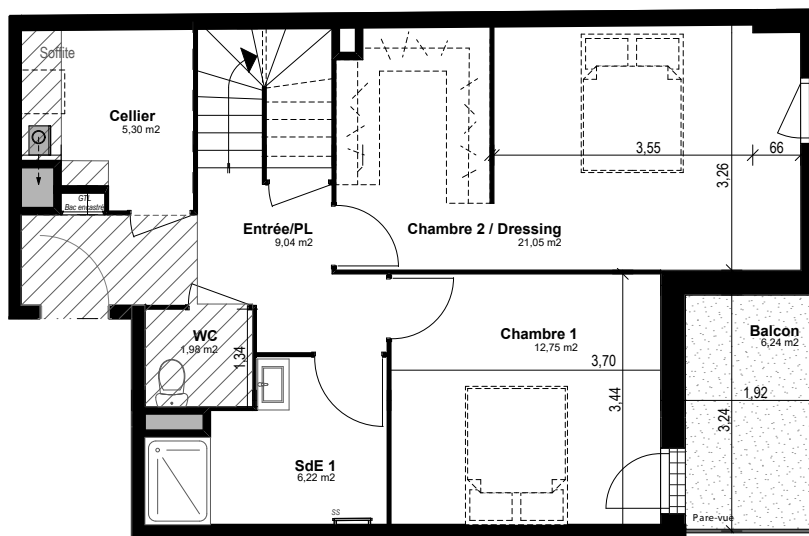 Soffite
Cellier
5,30 m2
GTL
Bac encastré
Entrée/PL
9,04 m2
Chambre 2 / Dressing
21,05 m2
3,55
66
3,26
WC
1,98 m2
1,34
Chambre 1
12,75 m2
3,70
3,44
Balcon
6,24 m2
1,92
3,24
SdE 1
6,22 m2
SS
Pare-vue